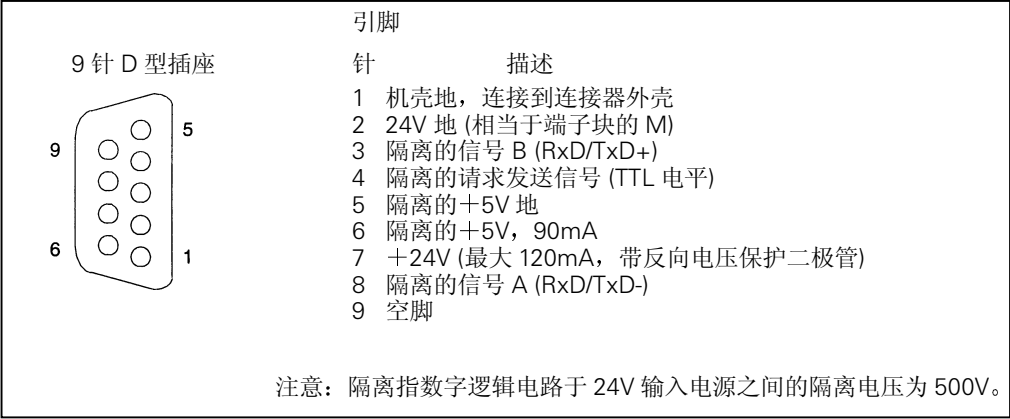 引脚
9 针 D 型插座
针 描述
5
9
6
1
1 机壳地，连接到连接器外壳
2 24V 地 (相当于端子块的 M)
3 隔离的信号 B (RxD/TxD+)
4 隔离的请求发送信号 (TTL 电平)
5 隔离的＋5V 地
6 隔离的＋5V，90mA
7 ＋24V (最大 120mA，带反向电压保护二极管)
8 隔离的信号 A (RxD/TxD-)
9 空脚
注意：隔离指数字逻辑电路于 24V 输入电源之间的隔离电压为 500V。